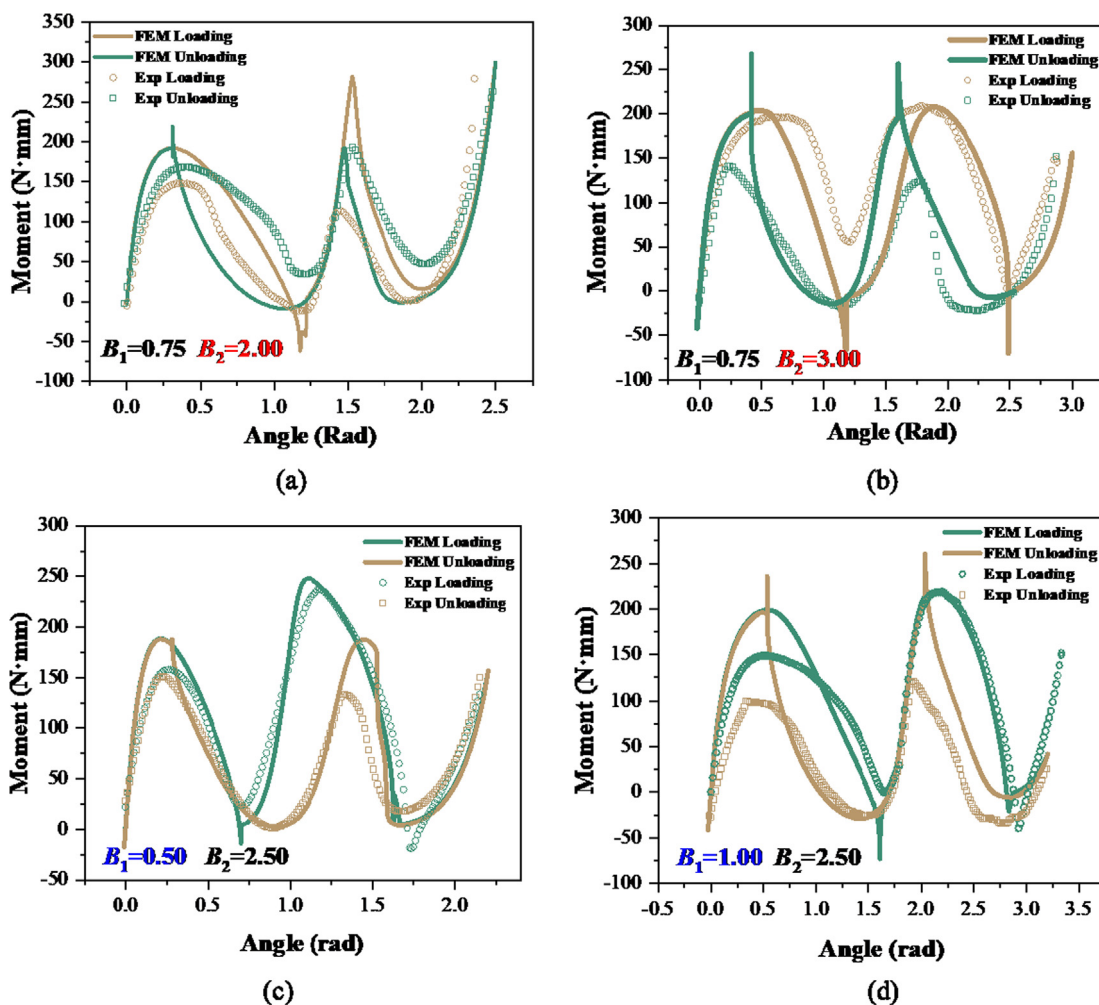 FEM Loading
FEM Unloading
Exp Loading
Exp Unloading
350
300
250
200
150
100
50
0
-50
-100
Moment (N·mm)
B1=0.75 B2=2.00
0.0 0.5 1.0 1.5 2.0 2.5
Angle (Rad)
(a)
FEM Loading
FEM Unloading
Exp Loading
Exp Unloading
300
250
200
150
100
50
0
-50
-100
Moment (N·mm)
B1=0.75 B2=3.00
0.0 0.5 1.0 1.5 2.0 2.5 3.0
Angle (Rad)
(b)
FEM Loading
FEM Unloading
Exp Loading
Exp Unloading
300
250
200
150
100
50
0
-50
Moment (N·mm)
B1=0.50 B2=2.50
0.0 0.5 1.0 1.5 2.0
Angle (rad)
(c)
FEM Loading
FEM Unloading
Exp Loading
Exp Unloading
300
250
200
150
100
50
0
-50
-100
Moment (N·mm)
B1=1.00 B2=2.50
-0.5 0.0 0.5 1.0 1.5 2.0 2.5 3.0 3.5
Angle (rad)
(d)